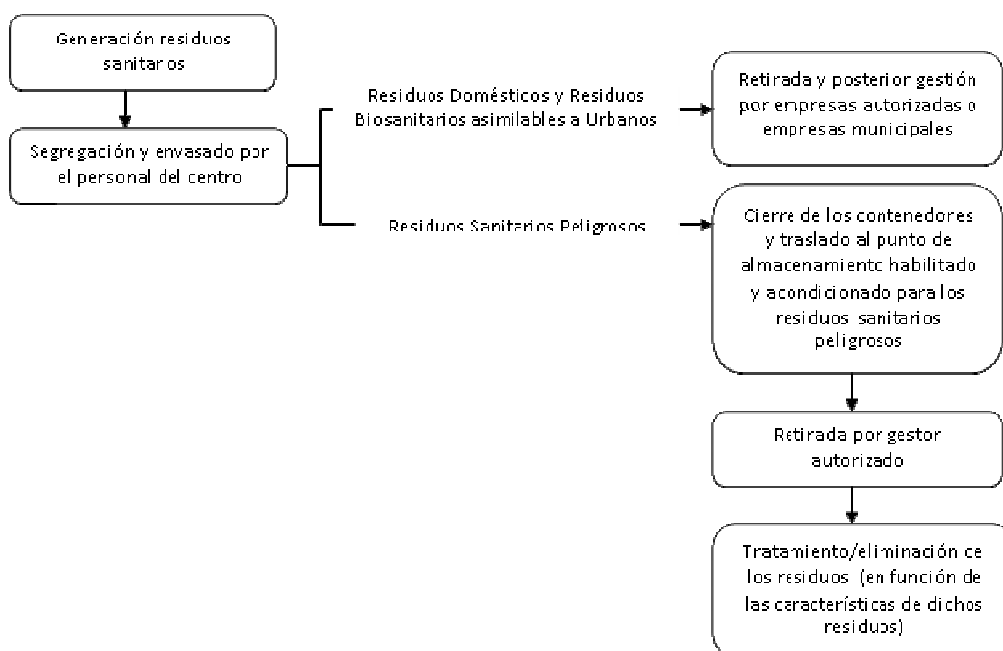 Generación residuos
sanitarios
Segregación y envasado por
el personal del centro
Residuos Domésticos y Residuos
Biosanitarios asimilables a Urbanos
Retirada y posterior gestión
por empresas autorizadas o
empresas municipales
Residuos Sanitarios Peligrosos
Cierre de los contenedores
y traslado al punto de
almacenamiento habilitado
y acondicionado para los
residuos sanitarios
peligrosos
Retirada por gestor
autorizado
Tratamiento/eliminación de
los residuos (en función de
las características de dichos
residuos)